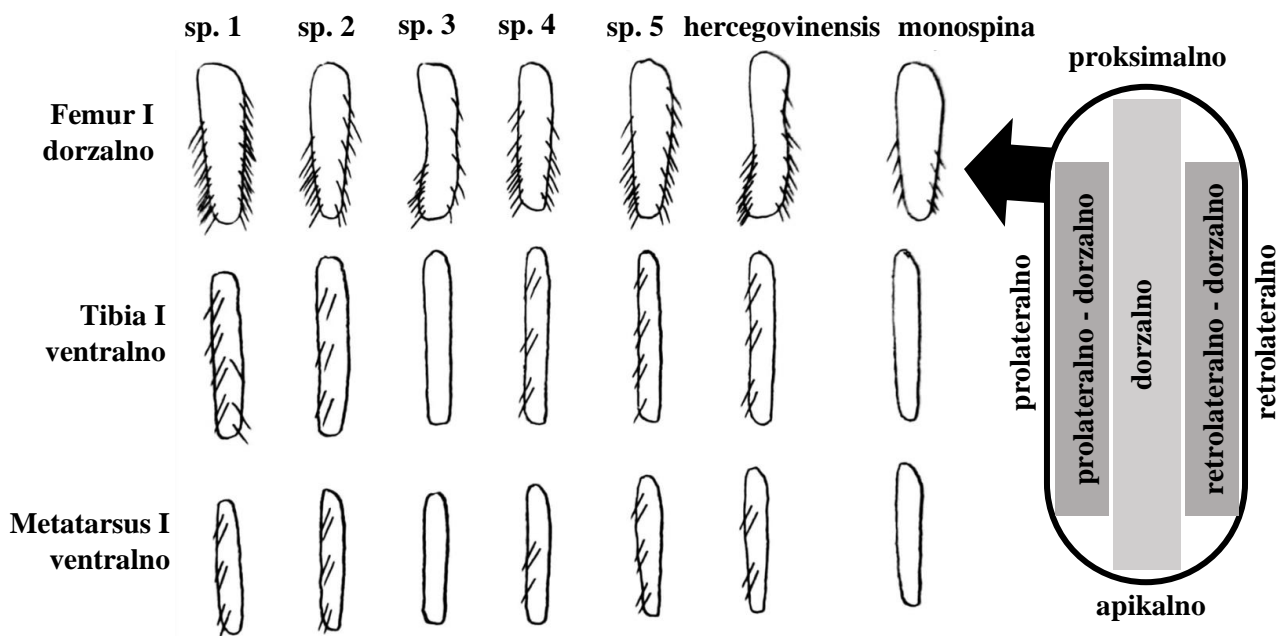 sp. 1 sp. 2 sp. 3 sp. 4 sp. 5 hercegovinensis monospina
Femur I
dorzalno
Tibia I
ventralno
Metatarsus I
ventralno
proksimalno
prolateralno
prolateralno - dorzalno
dorzalno
retrolateralno - dorzalno
retrolateralno
apikalno